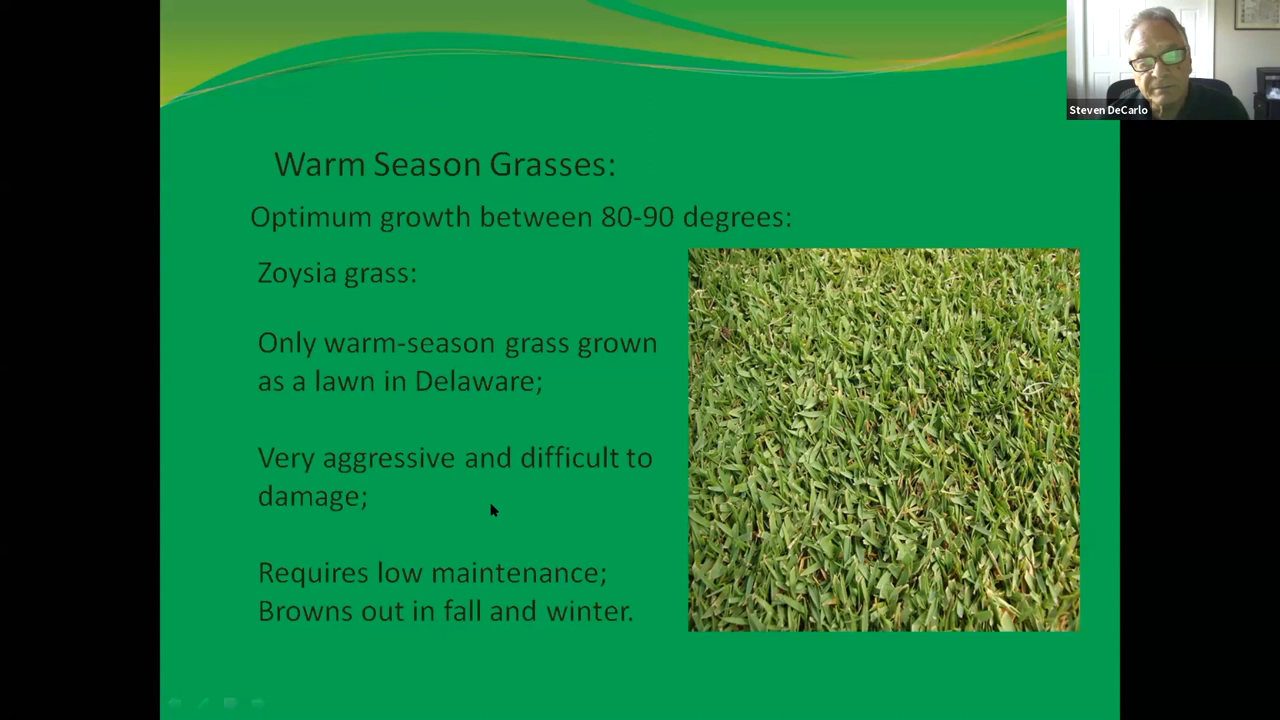 Steven DeCarlo
Warm Season Grasses:
Optimum growth between 80-90 degrees:
Zoysia grass:
Only warm-season grass grown
as a lawn in Delaware;
Very aggressive and difficult to
damage;
Requires low maintenance;
Browns out in fall and winter.